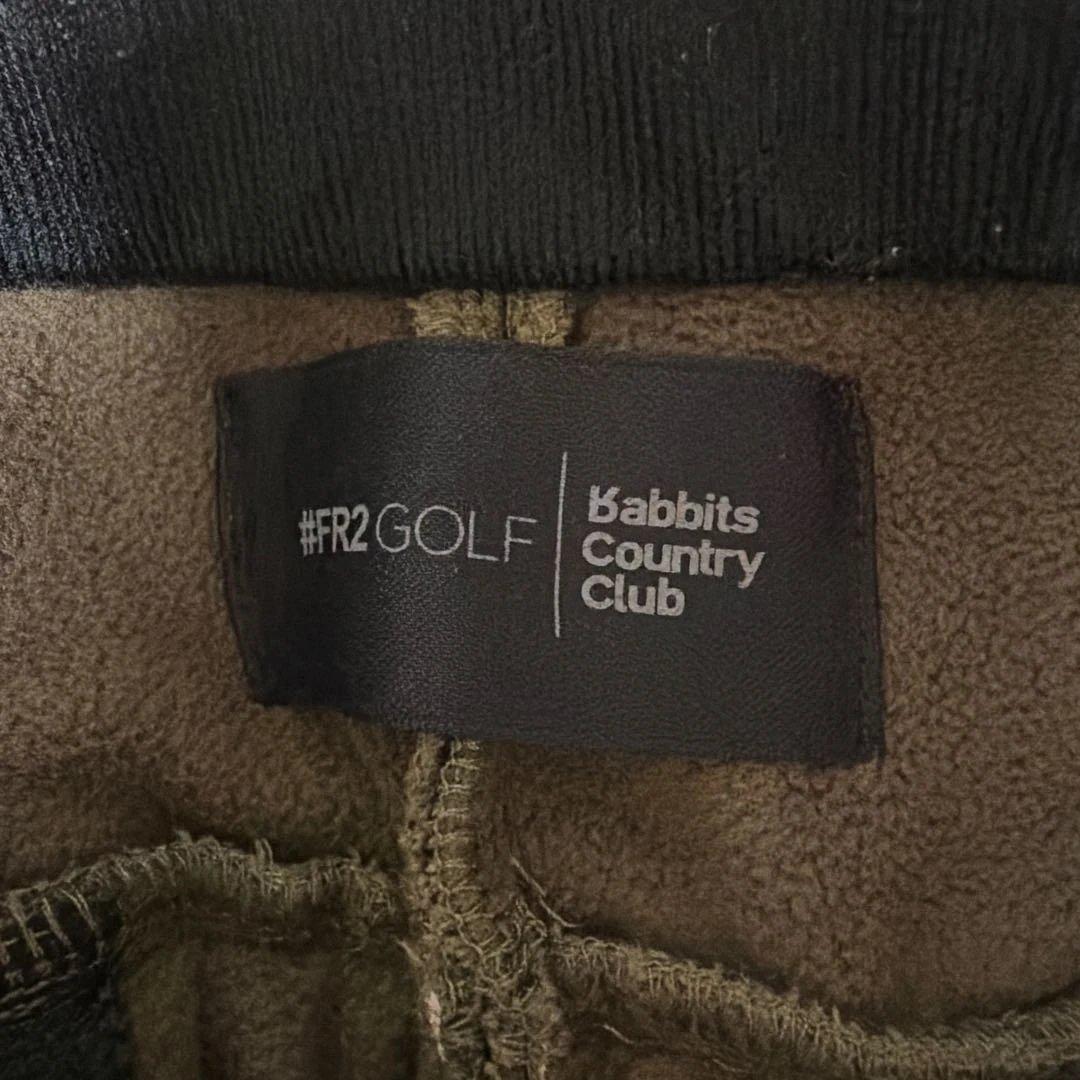 #FR2GOLF
Rabbits
Country
Club